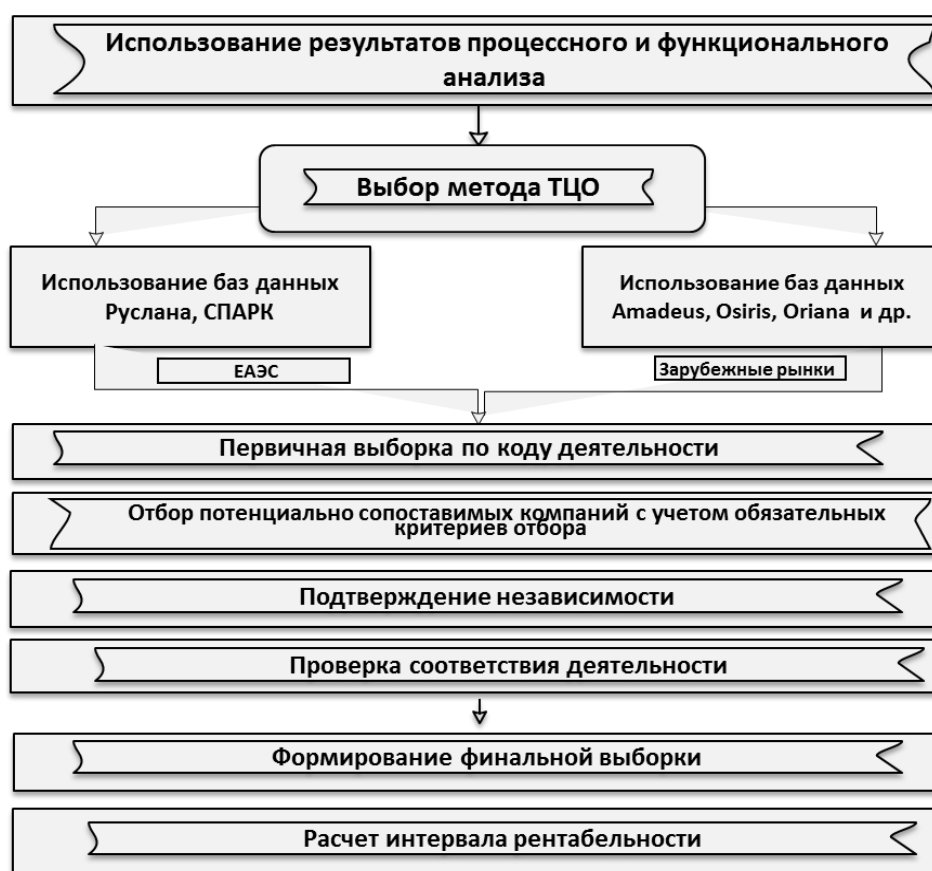 Использование результатов процессного и функционального
анализа
Выбор метода ТЦО
Использование баз данных
Руслана, СПАРК
Использование баз данных
Amadeus, Osiris, Oriana и др.
ЕАЭС
Зарубежные рынки
Первичная выборка по коду деятельности
Отбор потенциально сопоставимых компаний с учетом обязательных
критериев отбора
Подтверждение независимости
Проверка соответствия деятельности
Формирование финальной выборки
Расчет интервала рентабельности